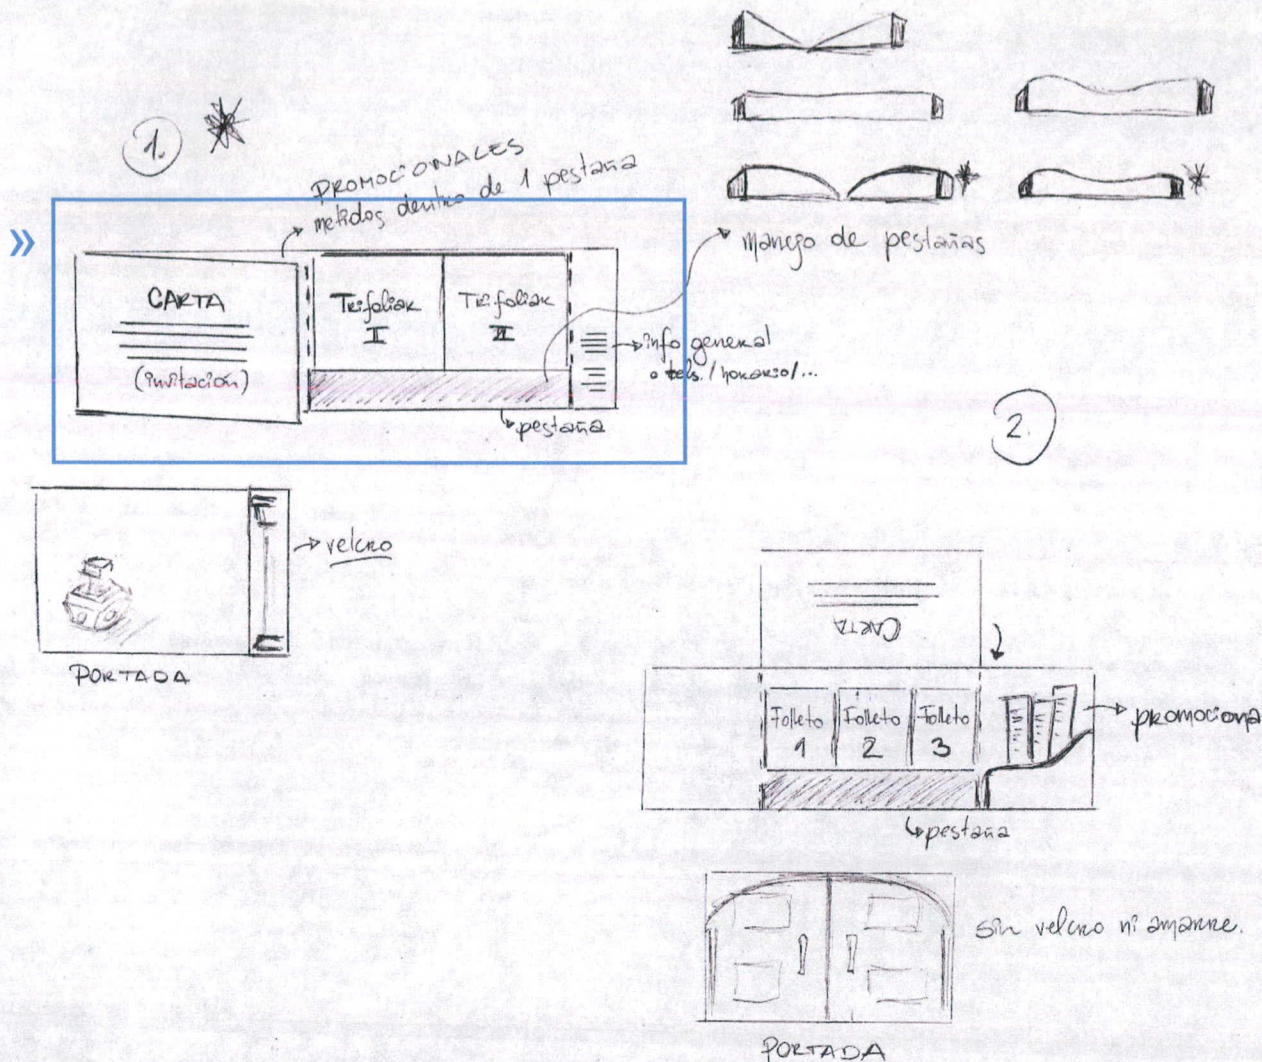 1.
PROMOCIONALES
metidos dentro de 1 pestaña
CARTA
(invitación)
Trifoliar
I
Trifoliar
II
info general
o tels. / horario/...
pestaña
manejo de pestañas
velcro
PORTADA
2.
CARTA
Folleto
1
Folleto
2
Folleto
3
promociona
pestaña
sin velcro ni amarre.
PORTADA